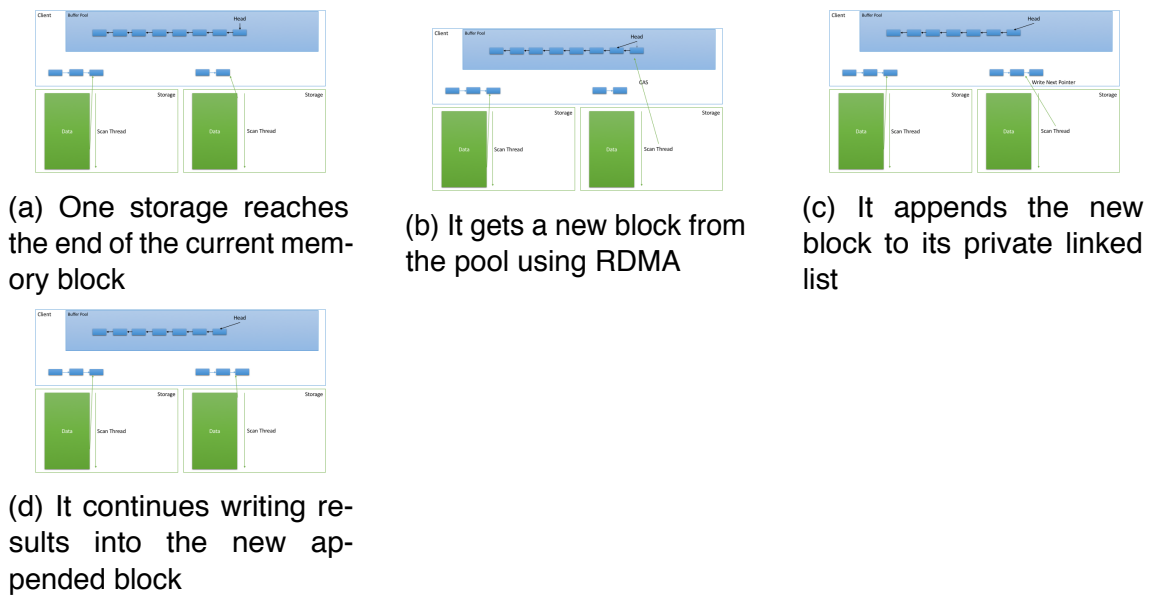 Client
Buffer Pool
Head
Storage
Storage
Data
Scan Thread
Data
Scan Thread
(a) One storage reaches
the end of the current mem-
ory block
Client
Buffer Pool
Head
CAS
Storage
Storage
Data
Scan Thread
Data
Scan Thread
(b) It gets a new block from
the pool using RDMA
Client
Buffer Pool
Head
Write Next Pointer
Storage
Storage
Data
Scan Thread
Data
Scan Thread
(c) It appends the new
block to its private linked
list
Client
Buffer Pool
Head
Storage
Storage
Data
Scan Thread
Data
Scan Thread
(d) It continues writing re-
sults into the new ap-
pended block